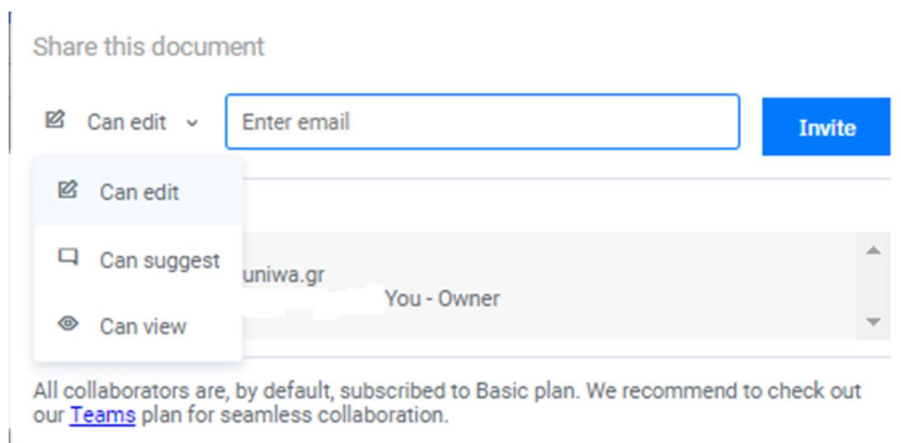 Share this document
Can edit
Enter email
Invite
Can edit
Can suggest
Can view
uniwa.gr
You - Owner
All collaborators are, by default, subscribed to Basic plan. We recommend to check out
our Teams plan for seamless collaboration.